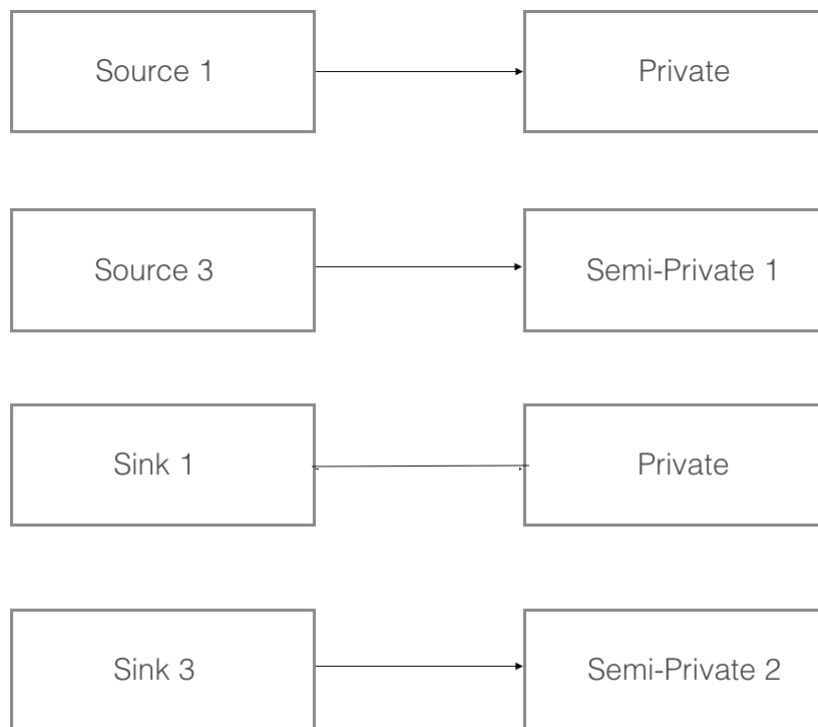 Source 1
Private
Source 3
Semi-Private 1
Sink 1
Private
Sink 3
Semi-Private 2